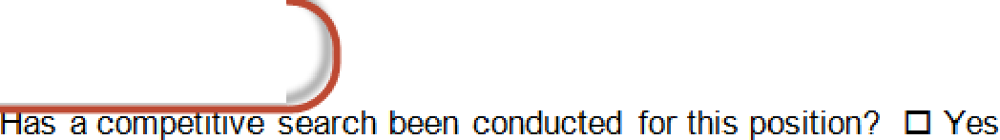 Has a competitive search been conducted for this position? ☐ Yes